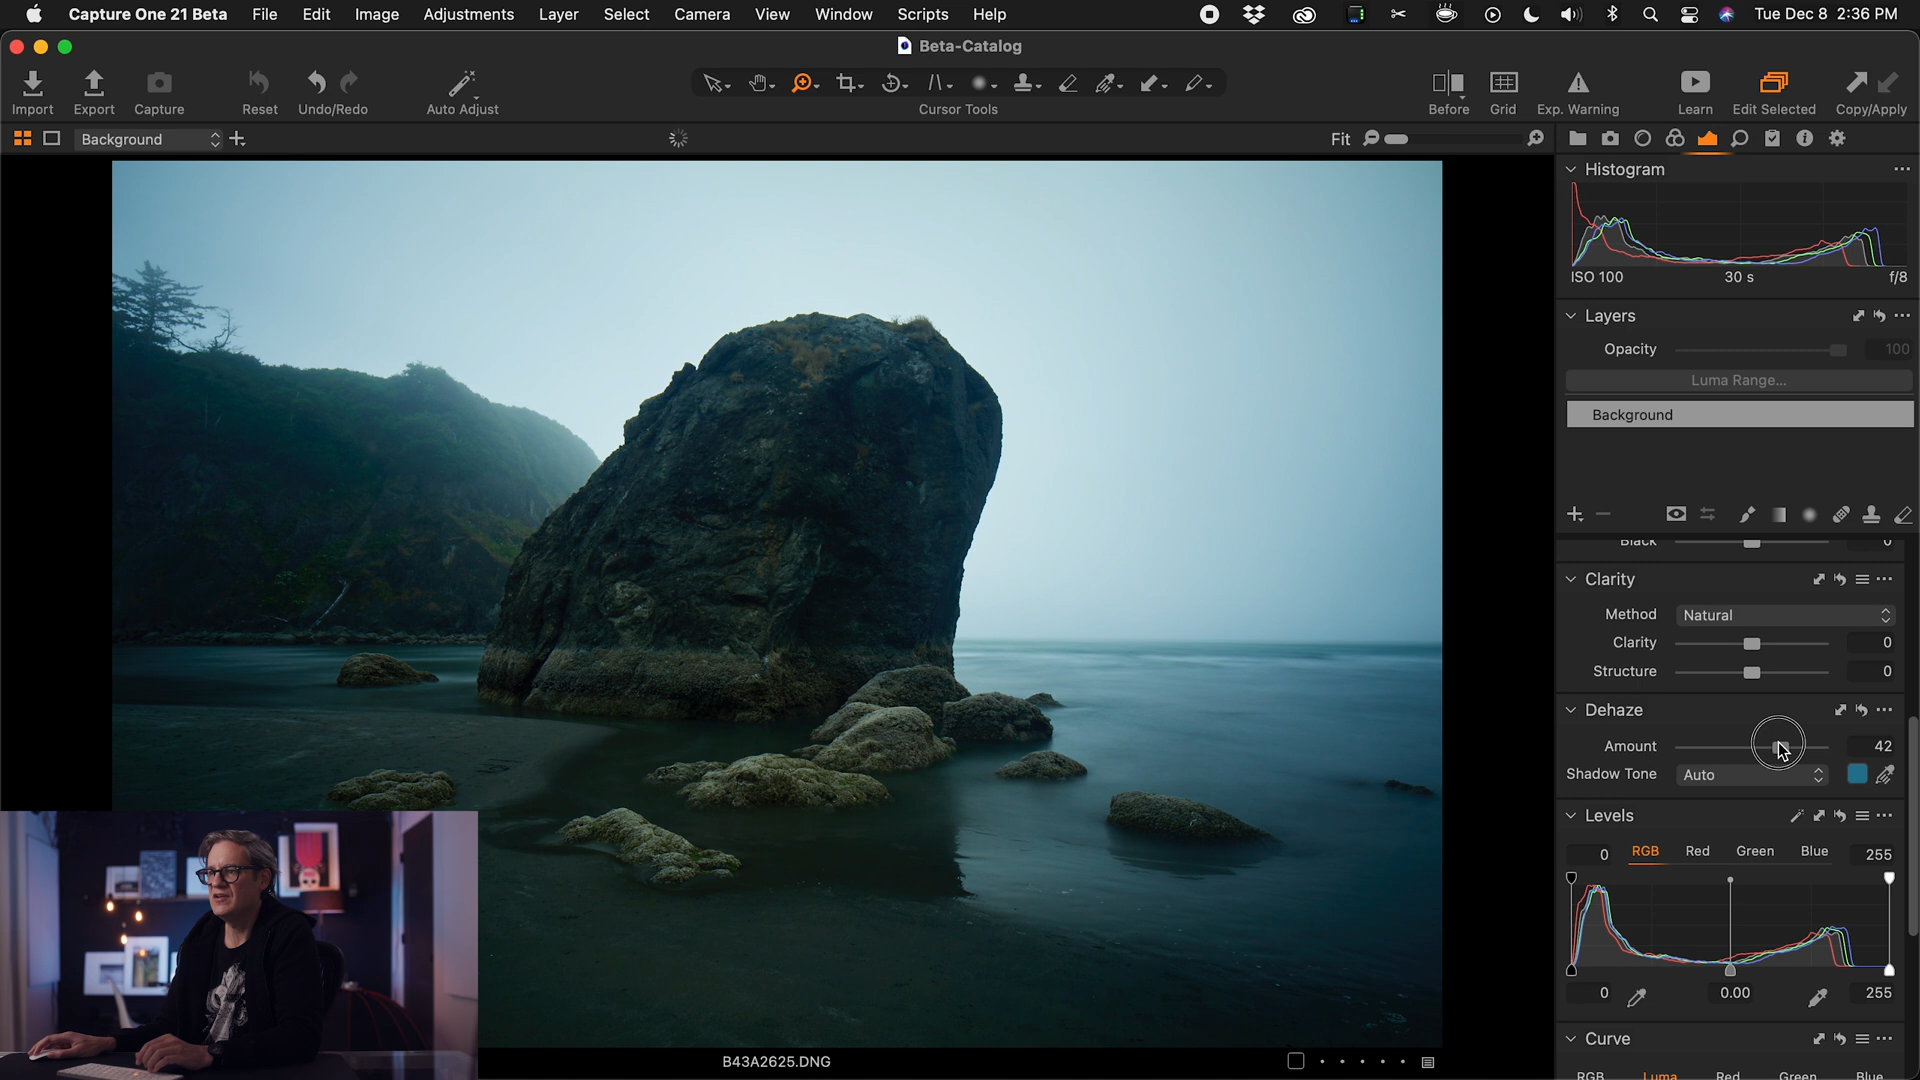 Capture One 21 Beta File Edit Image Adjustments Layer Select Camera View Window Scripts Help Tue Dec 8 2:36 PM
Beta-Catalog
Import Export Capture Reset Undo/Redo Auto Adjust Cursor Tools Before Grid Exp. Warning Learn Edit Selected Copy/Apply
Background Fit
Histogram
ISO 100 30 s f/8
Layers
Opacity 100
Luma Range...
Background
Black 0
Clarity
Method Natural
Clarity 0
Structure 0
Dehaze
Amount 42
Shadow Tone Auto
Levels
0 RGB Red Green Blue 255
0 0.00 255
Curve
RGB Luma Red Green Blue
B43A2625.DNG